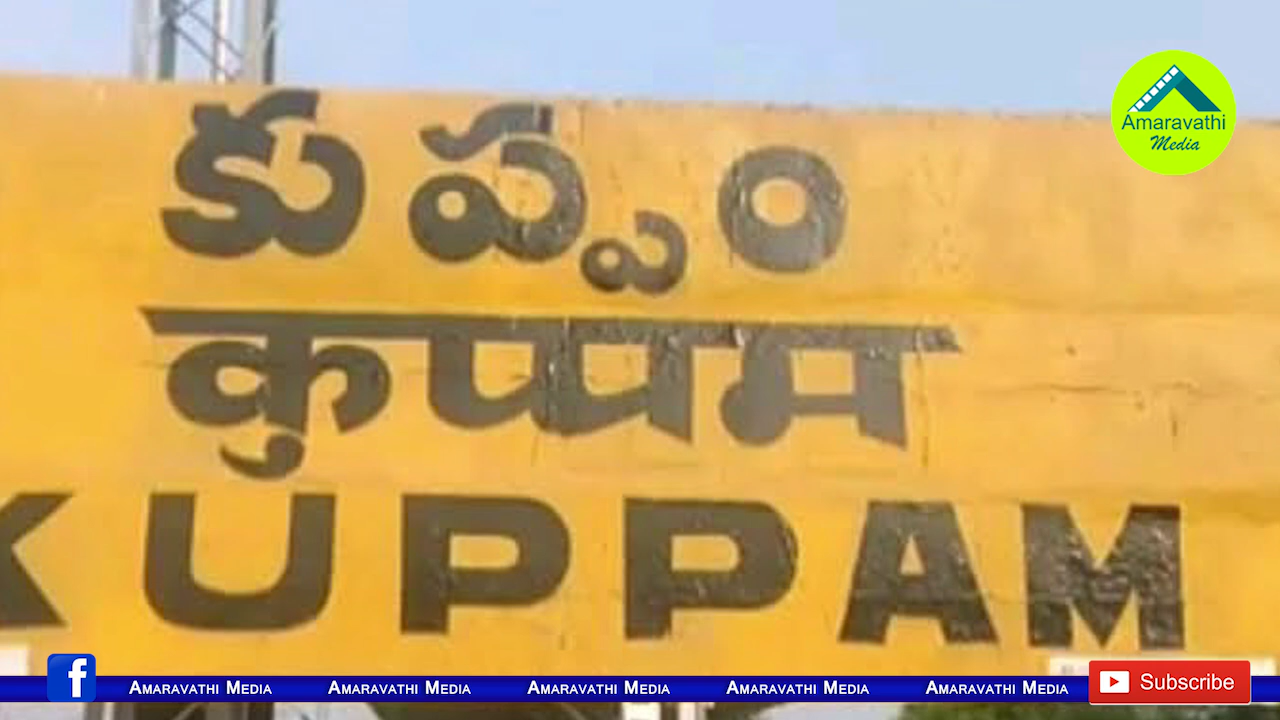 కుప్పం
कुप्पम
KUPPAM
Amaravathi
Media
f AMARAVATHI MEDIA AMARAVATHI MEDIA AMARAVATHI MEDIA AMARAVATHI MEDIA AMARAVATHI MEDIA Subscribe